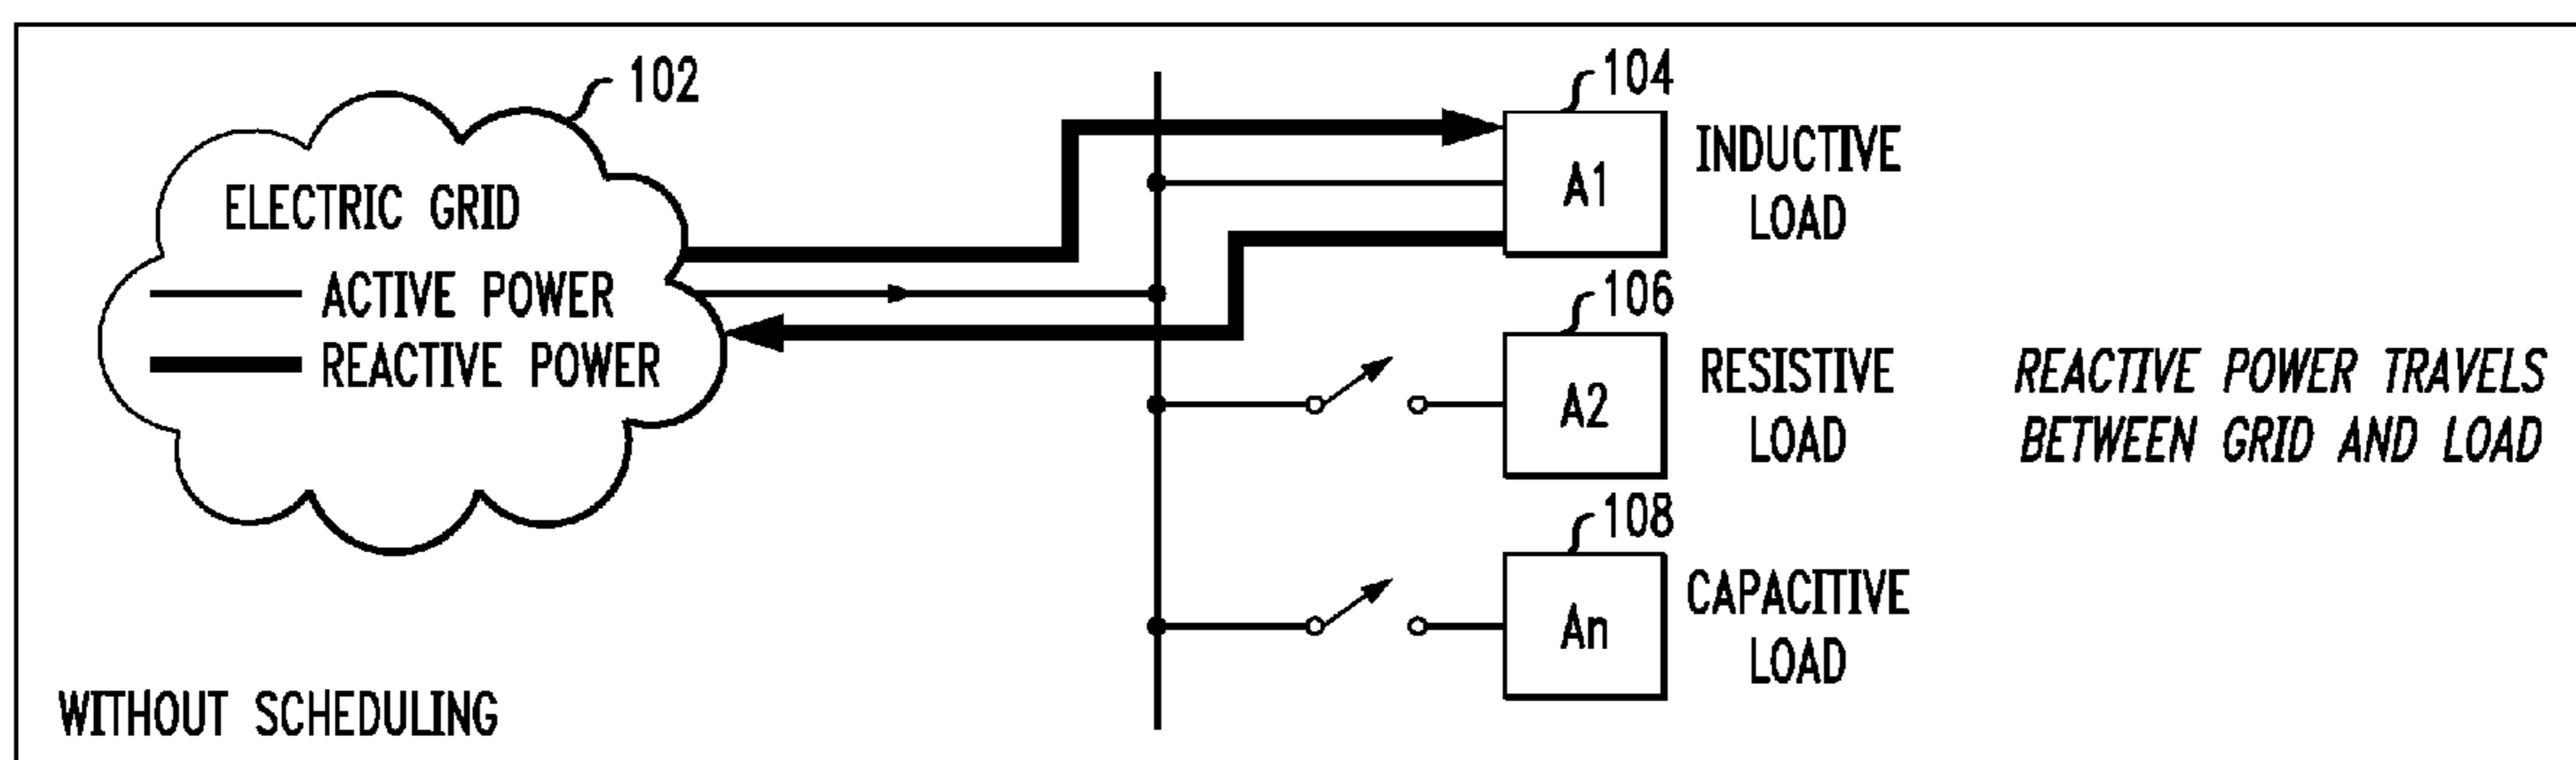 102
ELECTRIC GRID
ACTIVE POWER
REACTIVE POWER
104
A1
INDUCTIVE
LOAD
106
A2
RESISTIVE
LOAD
REACTIVE POWER TRAVELS
BETWEEN GRID AND LOAD
108
An
CAPACITIVE
LOAD
WITHOUT SCHEDULING